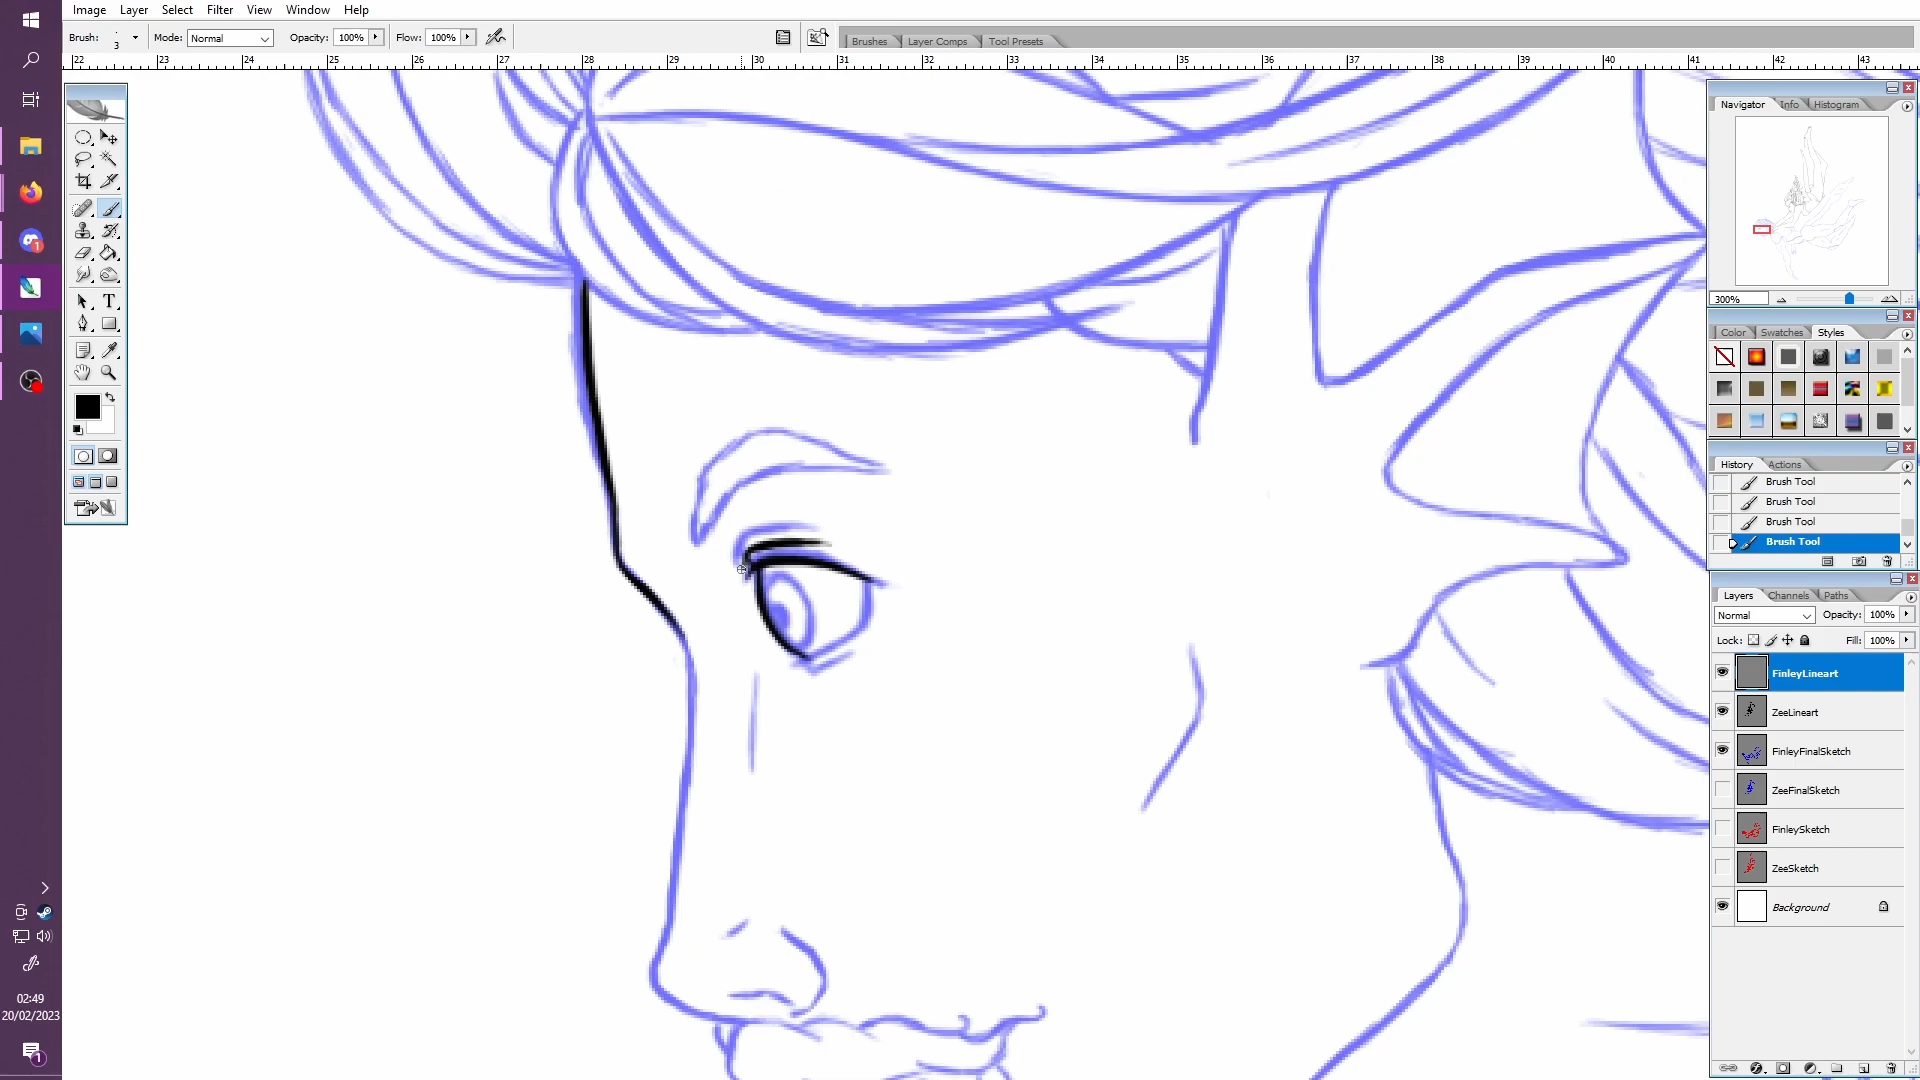 Image Layer Select Filter View Window Help
Brush: 3 Mode: Normal Opacity: 100% Flow: 100% Brushes Layer Comps Tool Presets
22 23 24 25 26 27 28 29 30 31 32 33 34 35 36 37 38 39 40 41 42 43
Navigator Info Histogram
300%
Color Swatches Styles
History Actions
Brush Tool
Brush Tool
Brush Tool
Brush Tool
Layers Channels Paths
Normal Opacity: 100%
Lock: Fill: 100%
FinleyLineart
ZeeLineart
FinleyFinalSketch
ZeeFinalSketch
FinleySketch
ZeeSketch
Background
T
1
02:49
20/02/2023
1